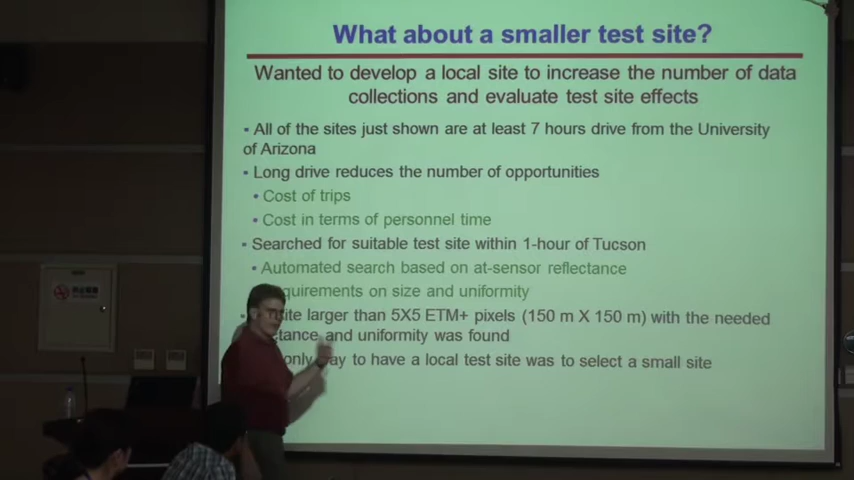 What about a smaller test site?
Wanted to develop a local site to increase the number of data
collections and evaluate test site effects
▪ All of the sites just shown are at least 7 hours drive from the University
of Arizona
▪ Long drive reduces the number of opportunities
▪ Cost of trips
▪ Cost in terms of personnel time
▪ Searched for suitable test site within 1-hour of Tucson
▪ Automated search based on at-sensor reflectance
on size and uniformity
larger than 5X5 ETM+ pixels (150 m X 150 m) with the needed
and uniformity was found
only to have a local test site was to select a small site